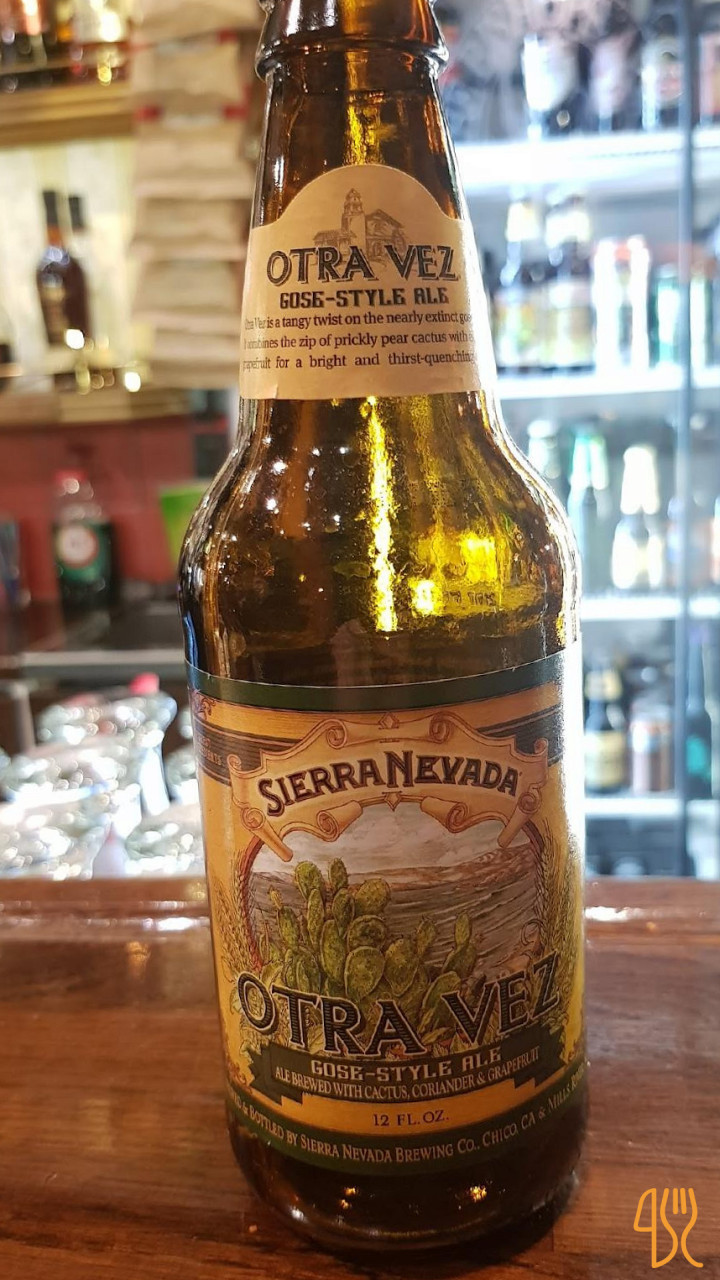 OTRA VEZ
GOSE-STYLE ALE
Vez is a tangy twist on the nearly extinct
combines the zip of prickly pear cactus with
grapefruit for a bright and thirst-quenching
SIERRA NEVADA
OTRA VEZ
GOSE-STYLE ALE
ALE BREWED WITH CACTUS, CORIANDER & GRAPEFRUIT
12 FL. OZ.
& BOTTLED BY SIERRA NEVADA BREWING CO., CHICO, CA & MILLS